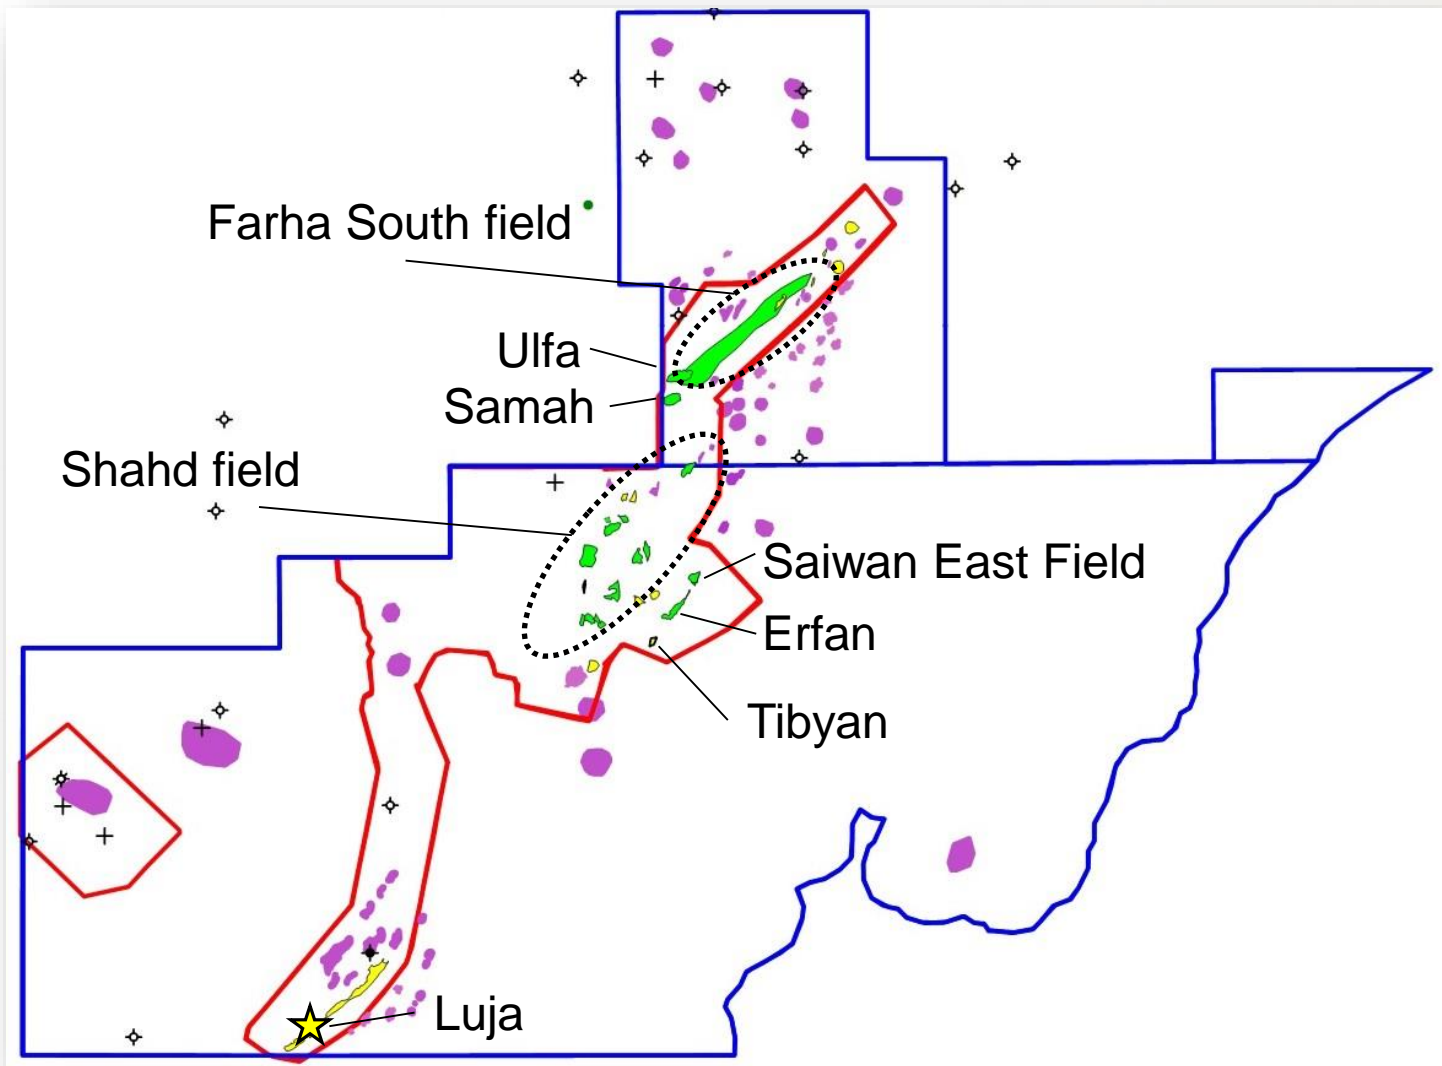 Farha South field
Ulfa
Samah
Shahd field
Saiwan East Field
Erfan
Tibyan
Luja